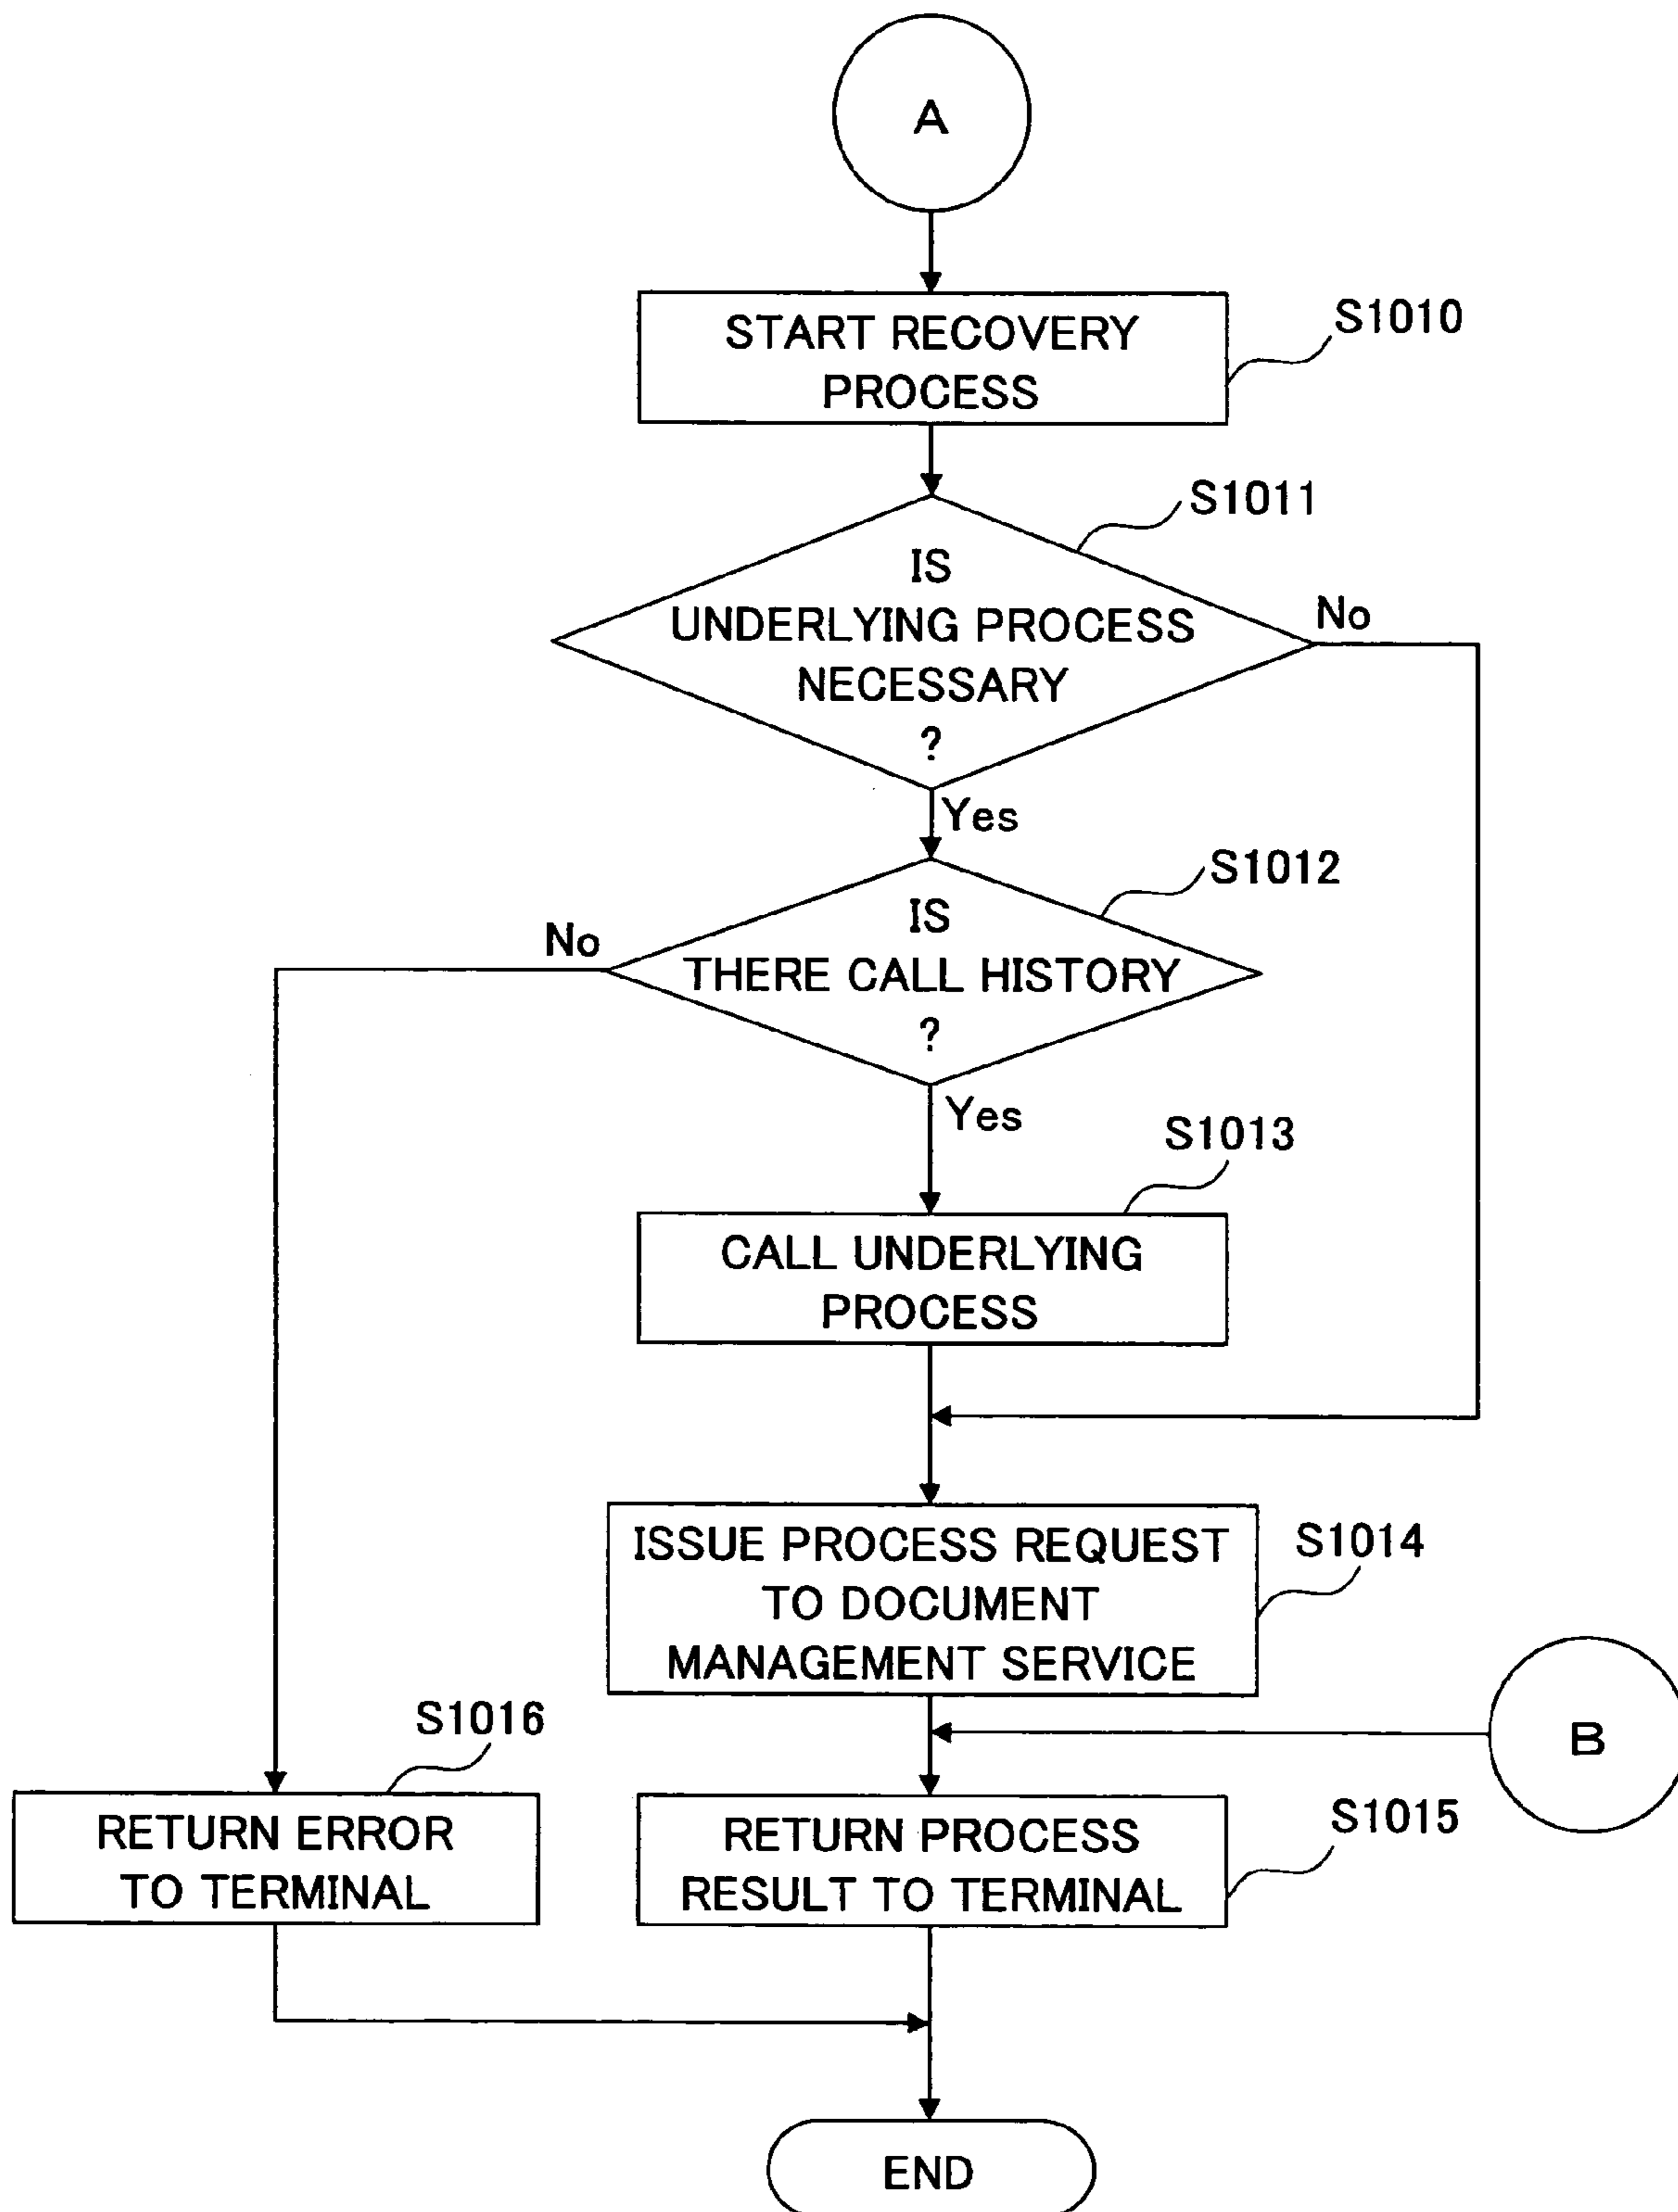 A
START RECOVERY
PROCESS
S1010
S1011
IS
UNDERLYING PROCESS
NECESSARY
?
No
Yes
S1012
IS
THERE CALL HISTORY
?
No
Yes
S1013
CALL UNDERLYING
PROCESS
ISSUE PROCESS REQUEST
TO DOCUMENT
MANAGEMENT SERVICE
S1014
B
S1016
RETURN ERROR
TO TERMINAL
RETURN PROCESS
RESULT TO TERMINAL
S1015
END